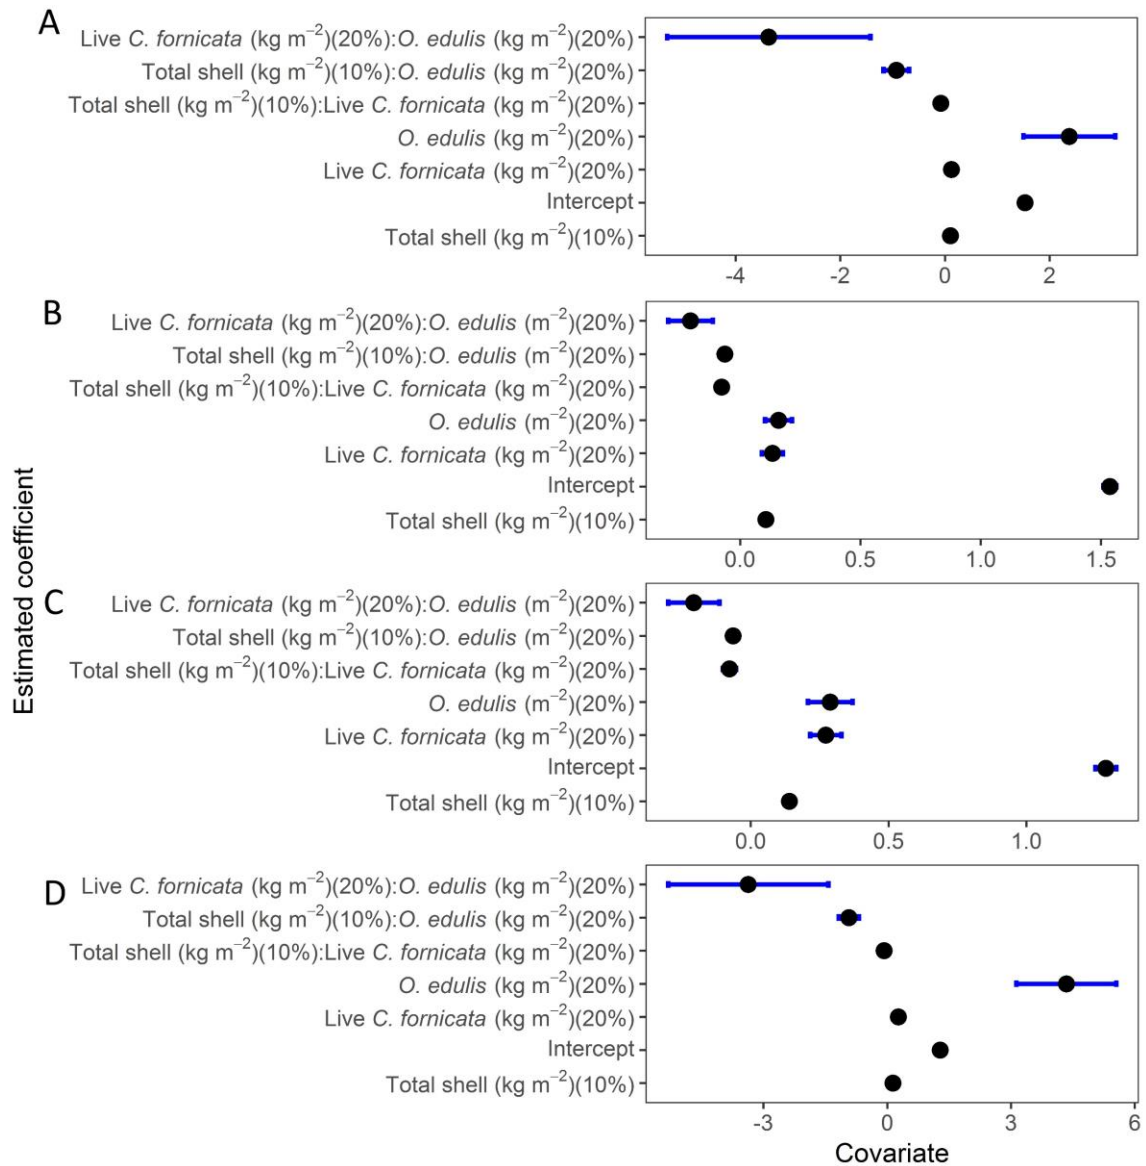 A
Live C. fornicata (kg m−2)(20%):O. edulis (kg m−2)(20%)
Total shell (kg m−2)(10%):O. edulis (kg m−2)(20%)
Total shell (kg m−2)(10%):Live C. fornicata (kg m−2)(20%)
O. edulis (kg m−2)(20%)
Live C. fornicata (kg m−2)(20%)
Intercept
Total shell (kg m−2)(10%)
-4 -2 0 2
B
Live C. fornicata (kg m−2)(20%):O. edulis (m−2)(20%)
Total shell (kg m−2)(10%):O. edulis (m−2)(20%)
Total shell (kg m−2)(10%):Live C. fornicata (kg m−2)(20%)
O. edulis (m−2)(20%)
Live C. fornicata (kg m−2)(20%)
Intercept
Total shell (kg m−2)(10%)
0.0 0.5 1.0 1.5
Estimated coefficient
C
Live C. fornicata (kg m−2)(20%):O. edulis (m−2)(20%)
Total shell (kg m−2)(10%):O. edulis (m−2)(20%)
Total shell (kg m−2)(10%):Live C. fornicata (kg m−2)(20%)
O. edulis (m−2)(20%)
Live C. fornicata (kg m−2)(20%)
Intercept
Total shell (kg m−2)(10%)
0.0 0.5 1.0
D
Live C. fornicata (kg m−2)(20%):O. edulis (kg m−2)(20%)
Total shell (kg m−2)(10%):O. edulis (kg m−2)(20%)
Total shell (kg m−2)(10%):Live C. fornicata (kg m−2)(20%)
O. edulis (kg m−2)(20%)
Live C. fornicata (kg m−2)(20%)
Intercept
Total shell (kg m−2)(10%)
-3 0 3 6
Covariate